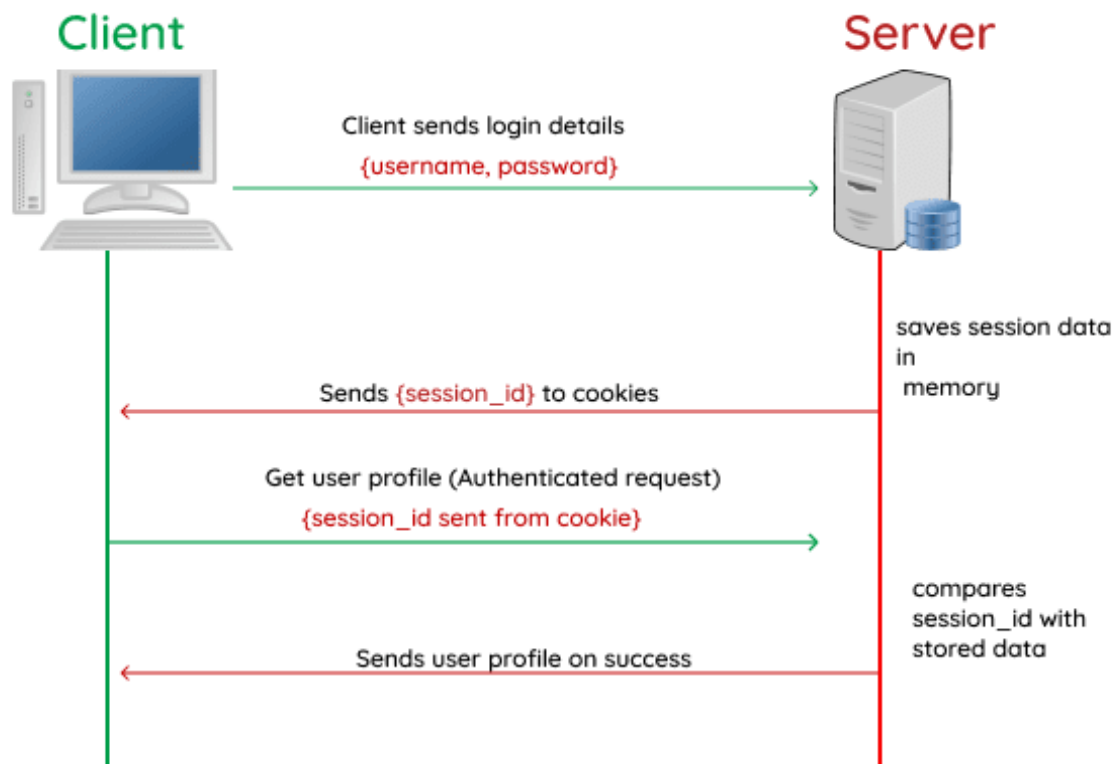 Client
Server
Client sends login details
{username, password}
saves session data
in
memory
Sends {session_id} to cookies
Get user profile (Authenticated request)
{session_id sent from cookie}
compares
session_id with
stored data
Sends user profile on success